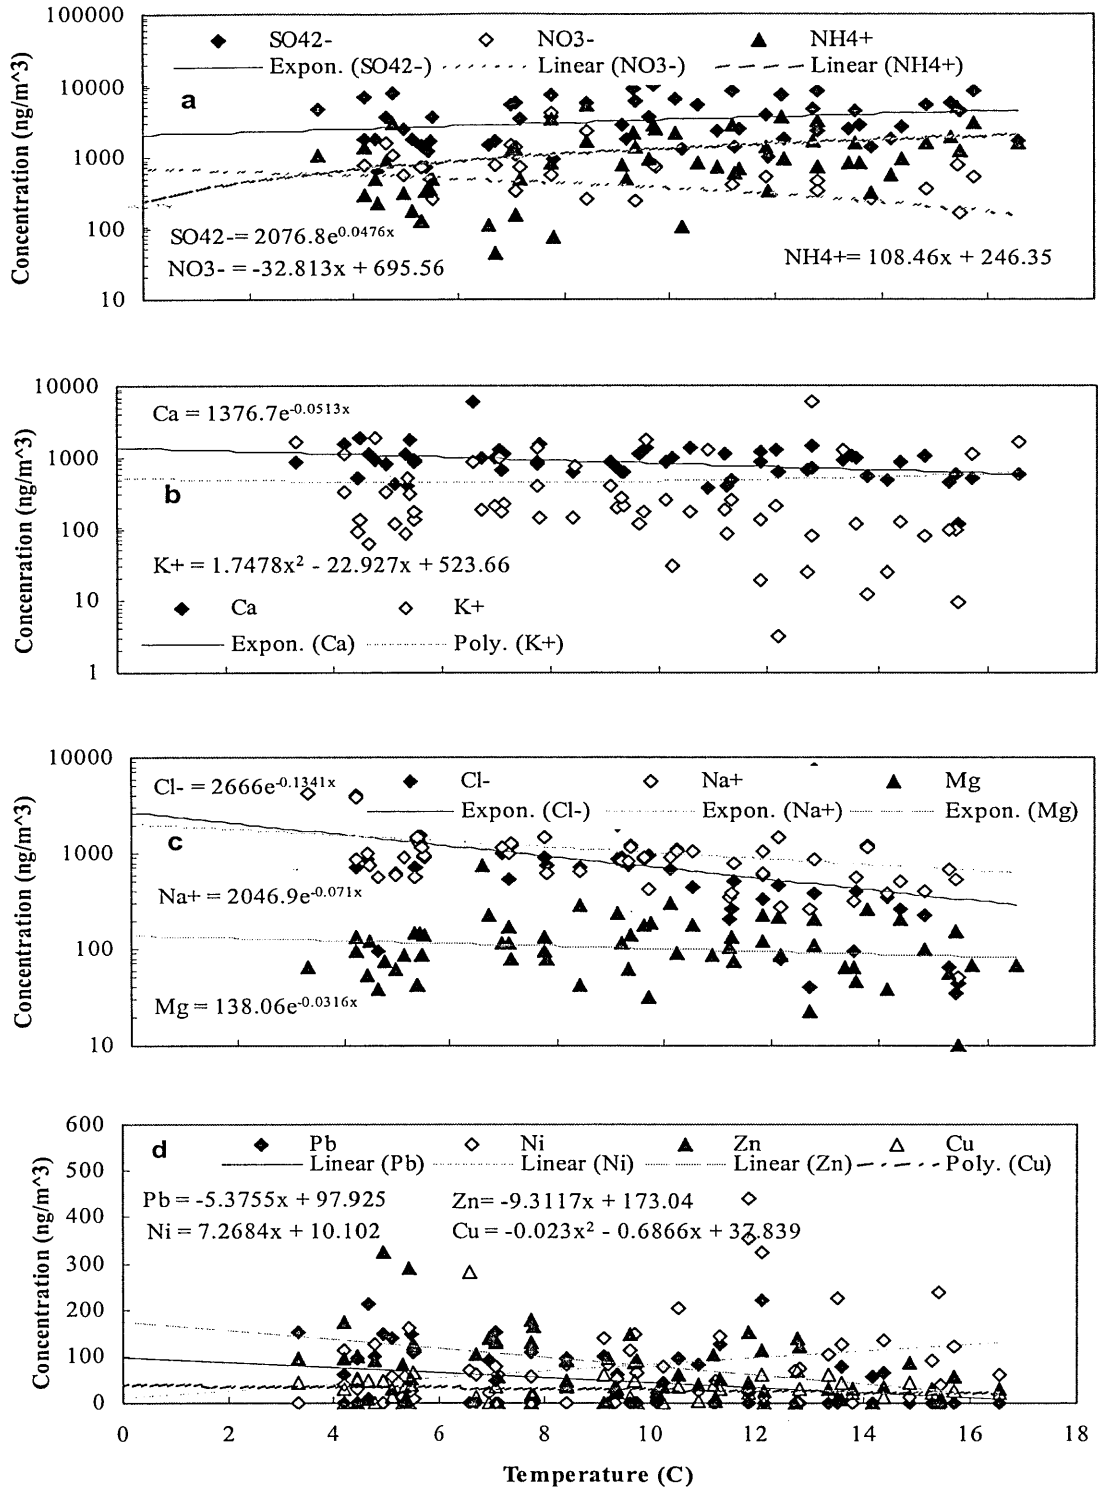 100000
10000
1000
100
10
Concentration (ng/m^3)
SO42- NO3- NH4+
Expon. (SO42-) Linear (NO3-) Linear (NH4+)
a
SO42-= 2076.8e^0.0476x
NO3- = -32.813x + 695.56
NH4+= 108.46x + 246.35
10000
1000
100
10
1
Concenration (ng/m^3)
Ca = 1376.7e^-0.0513x
b
K+ = 1.7478x² - 22.927x + 523.66
Ca K+
Expon. (Ca) Poly. (K+)
10000
1000
100
10
Concentration (ng/m^3)
Cl- = 2666e^-0.1341x
Cl- Na+ Mg
Expon. (Cl-) Expon. (Na+) Expon. (Mg)
c
Na+ = 2046.9e^-0.071x
Mg = 138.06e^-0.0316x
600
500
400
300
200
100
0
Concentration (ng/m^3)
d
Pb Ni Zn Cu
Linear (Pb) Linear (Ni) Linear (Zn) Poly. (Cu)
Pb = -5.3755x + 97.925 Zn= -9.3117x + 173.04
Ni = 7.2684x + 10.102 Cu = -0.023x² - 0.6866x + 37.839
0 2 4 6 8 10 12 14 16 18
Temperature (C)